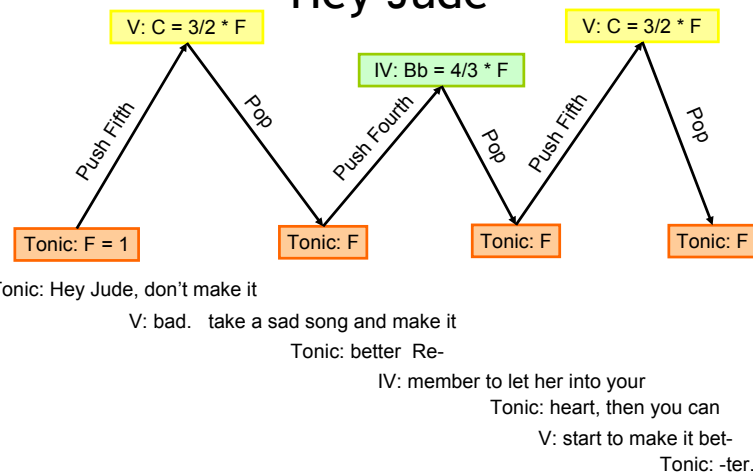 Hey Jude
V: C = 3/2 * F
V: C = 3/2 * F
IV: Bb = 4/3 * F
Push Fifth
Pop
Push Fourth
Pop
Push Fifth
Pop
Tonic: F = 1
Tonic: F
Tonic: F
Tonic: F
Tonic: Hey Jude, don’t make it
V: bad. take a sad song and make it
Tonic: better Re-
IV: member to let her into your
Tonic: heart, then you can
V: start to make it bet-
Tonic: -ter.